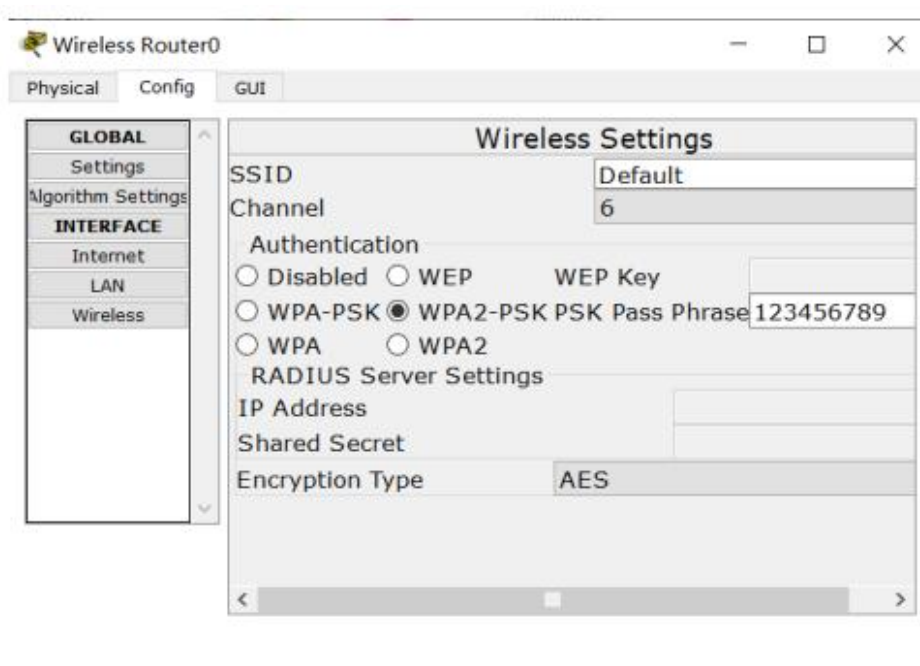 Wireless Router0
Physical Config GUI
GLOBAL
Settings
Algorithm Settings
INTERFACE
Internet
LAN
Wireless
Wireless Settings
SSID Default
Channel 6
Authentication
Disabled WEP WEP Key
WPA-PSK WPA2-PSK PSK Pass Phrase 123456789
WPA WPA2
RADIUS Server Settings
IP Address
Shared Secret
Encryption Type AES